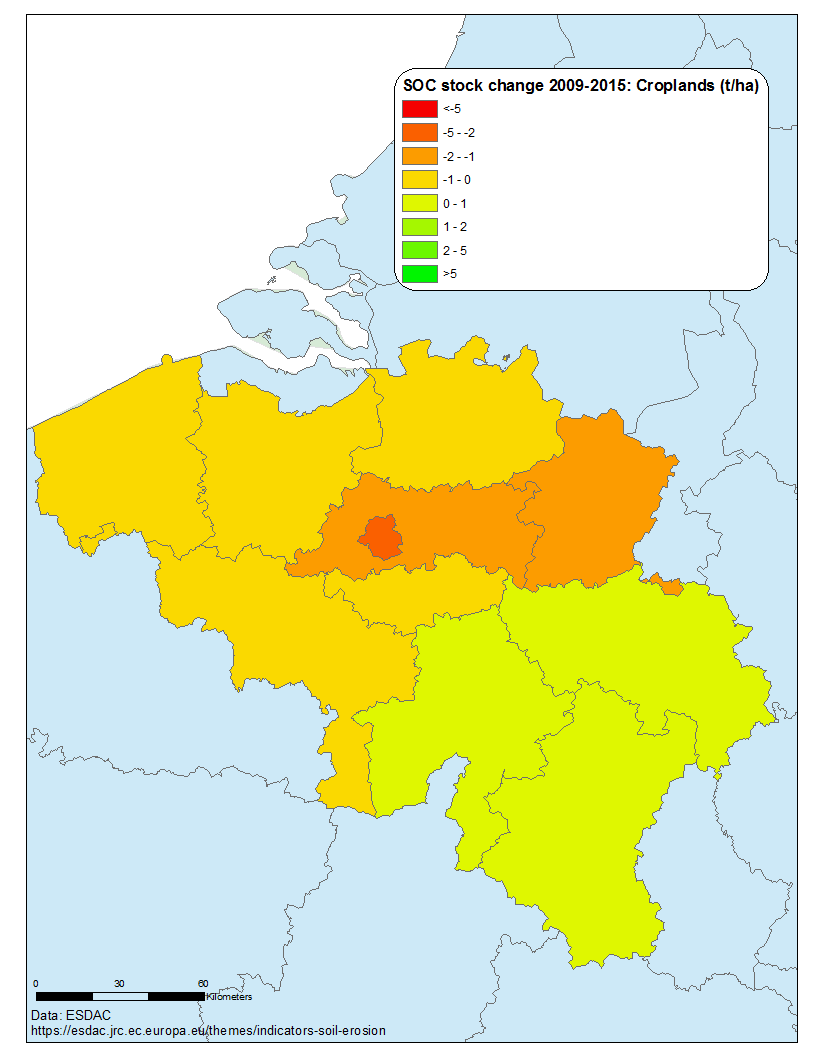 SOC stock change 2009-2015: Croplands (t/ha)
<-5
-5 - -2
-2 - -1
-1 - 0
0 - 1
1 - 2
2 - 5
>5
0 30 60
Kilometers
Data: ESDAC
https://esdac.jrc.ec.europa.eu/themes/indicators-soil-erosion